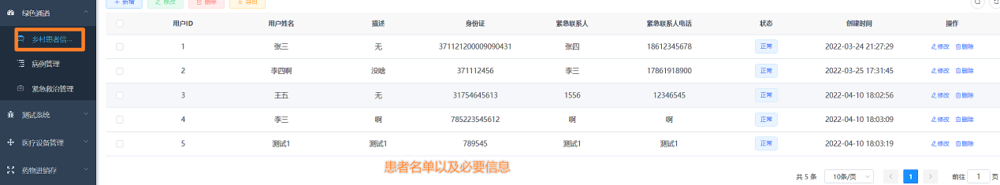 绿色通道
乡村患者信...
病例管理
紧急救治管理
测试系统
医疗设备管理
药物进销存
+ 新增 修改 删除 导出
用户ID 用户姓名 描述 身份证 紧急联系人 紧急联系人电话 状态 创建时间 操作
1 张三 无 371121200009090431 张四 18612345678 正常 2022-03-24 21:27:29 修改 删除
2 李四啊 没啥 371112456 李三 17861918900 正常 2022-03-25 17:31:45 修改 删除
3 王五 无 31754645613 1556 12346545 正常 2022-04-10 18:02:56 修改 删除
4 李三 啊 785223545612 啊 啊 正常 2022-04-10 18:03:09 修改 删除
5 测试1 测试1 789545 测试1 测试1 正常 2022-04-10 18:03:19 修改 删除
患者名单以及必要信息
共 5 条 10条/页 < 1 > 前往 1 页